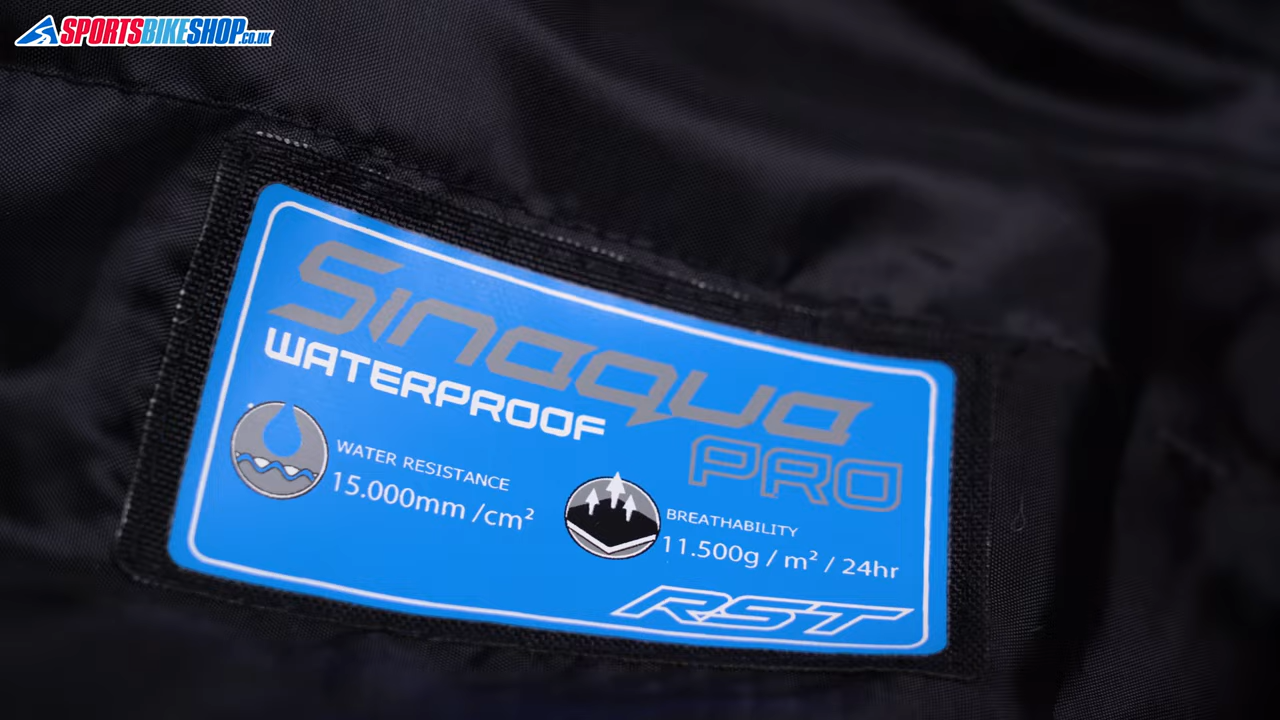 SPORTSBIKESHOP.CO.UK
Sinaqua
WATERPROOF
PRO
WATER RESISTANCE
15.000mm /cm²
BREATHABILITY
11.500g / m² / 24hr
RST